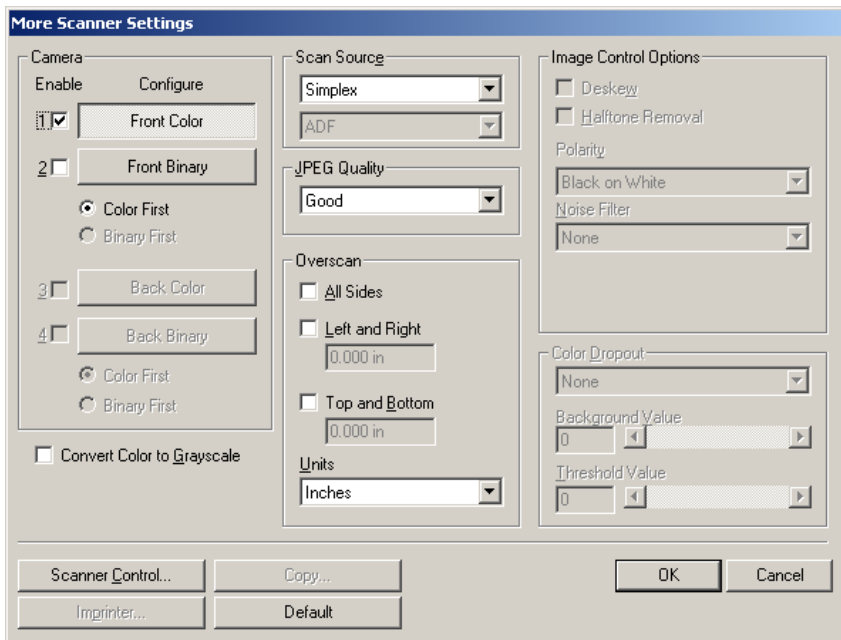 More Scanner Settings
Camera
Enable Configure
1 Front Color
2 Front Binary
Color First
Binary First
3 Back Color
4 Back Binary
Color First
Binary First
Convert Color to Grayscale
Scan Source
Simplex
ADF
JPEG Quality
Good
Overscan
All Sides
Left and Right
0.000 in
Top and Bottom
0.000 in
Units
Inches
Image Control Options
Deskew
Halftone Removal
Polarity
Black on White
Noise Filter
None
Color Dropout
None
Background Value
0
Threshold Value
0
Scanner Control... Copy... OK Cancel
Imprinter... Default